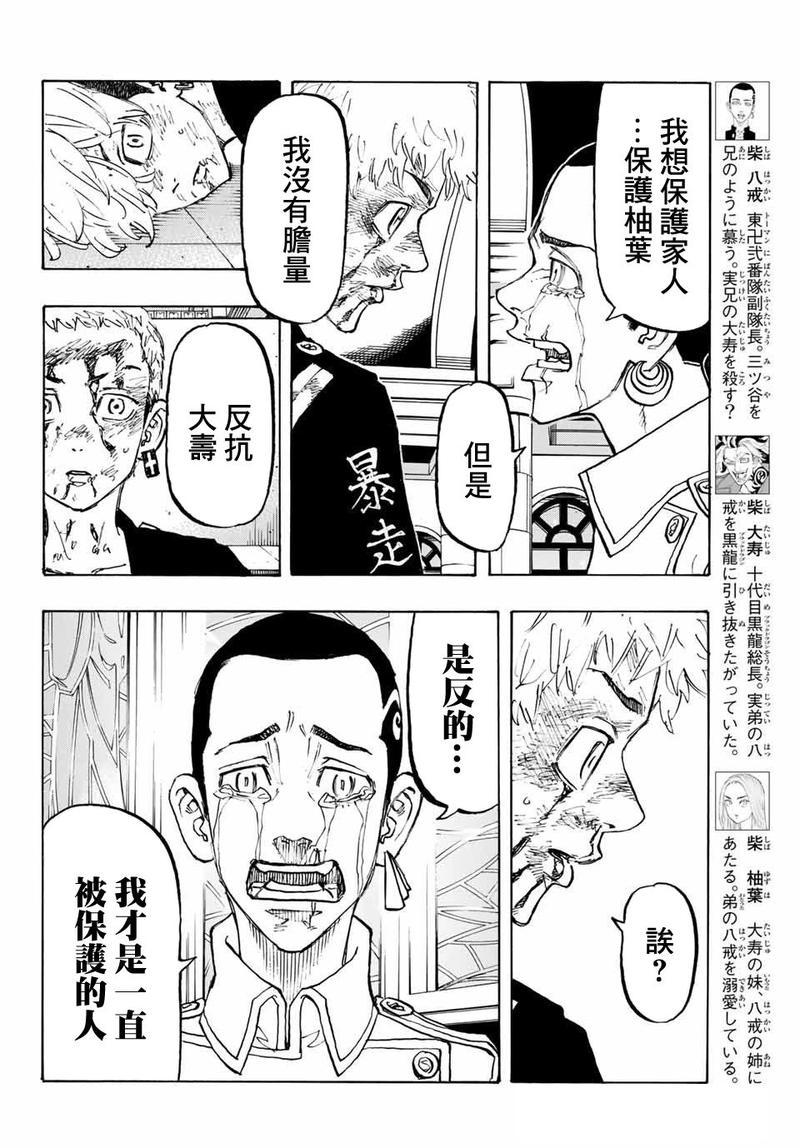 柴 八戒 東卍弐番隊副隊長。三ツ谷を
兄のように慕う。実兄の大寿を殺す?
柴 大寿 十代目黒龍総長。実弟の八
戒を黒龍に引き抜きたがっていた。
柴 柚葉 大寿の妹、八戒の姉に
あたる。弟の八戒を溺愛している。
我想保護家人
…保護柚葉
但是
我沒有膽量
暴走
反抗
大壽
誒?
是反的…
我才是一直
被保護的人